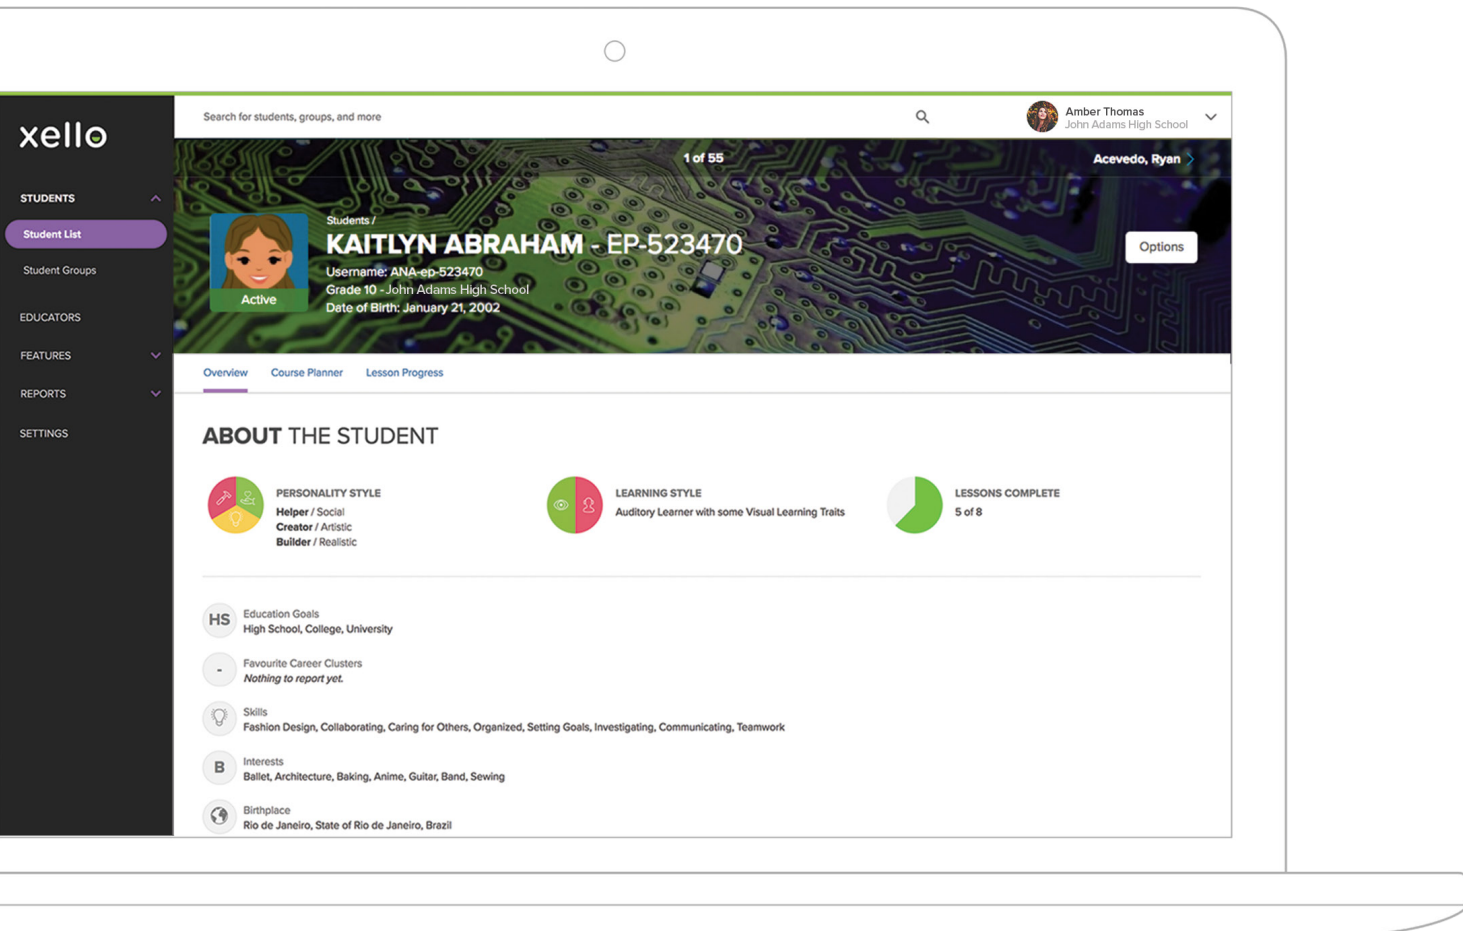 xello
STUDENTS
Student List
Student Groups
EDUCATORS
FEATURES
REPORTS
SETTINGS
Search for students, groups, and more
Amber Thomas
John Adams High School
1 of 55
Acevedo, Ryan
Students /
KAITLYN ABRAHAM - EP-523470
Username: ANA-ep-523470
Grade 10 - John Adams High School
Date of Birth: January 21, 2002
Active
Options
Overview Course Planner Lesson Progress
ABOUT THE STUDENT
PERSONALITY STYLE
Helper / Social
Creator / Artistic
Builder / Realistic
LEARNING STYLE
Auditory Learner with some Visual Learning Traits
LESSONS COMPLETE
5 of 8
HS
Education Goals
High School, College, University
-
Favourite Career Clusters
Nothing to report yet.
Skills
Fashion Design, Collaborating, Caring for Others, Organized, Setting Goals, Investigating, Communicating, Teamwork
B
Interests
Ballet, Architecture, Baking, Anime, Guitar, Band, Sewing
Birthplace
Rio de Janeiro, State of Rio de Janeiro, Brazil